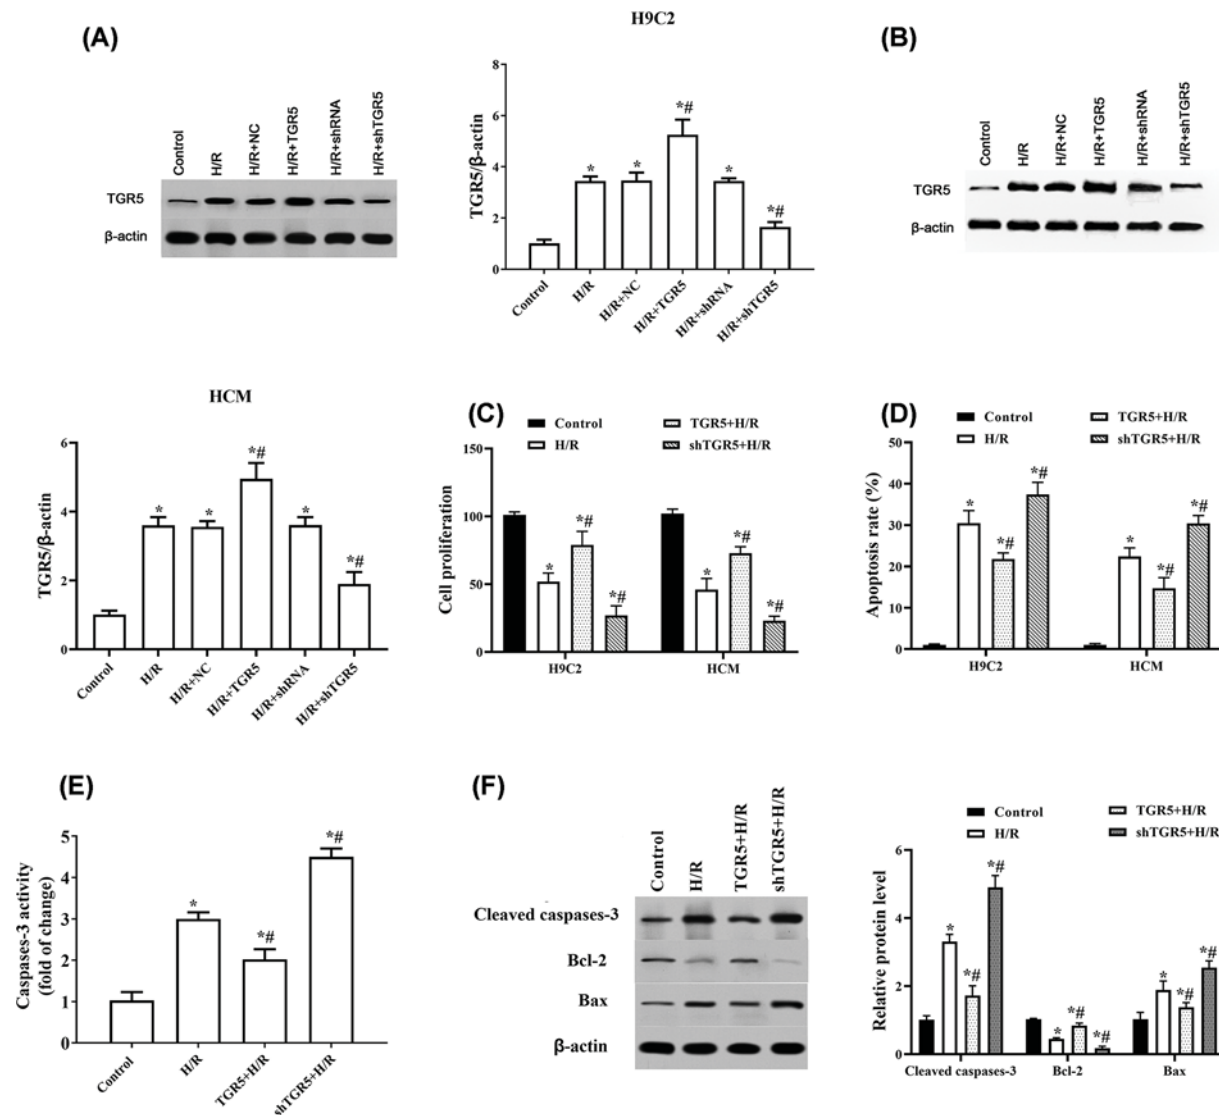 (A)
Control
H/R
H/R+NC
H/R+TGR5
H/R+shRNA
H/R+shTGR5
TGR5
β-actin
H9C2
TGR5/β-actin
8
6
4
2
0
*
*
*#
*
*#
Control
H/R
H/R+NC
H/R+TGR5
H/R+shRNA
H/R+shTGR5
(B)
Control
H/R
H/R+NC
H/R+TGR5
H/R+shRNA
H/R+shTGR5
TGR5
β-actin
HCM
TGR5/β-actin
6
4
2
0
*
*
*#
*
*#
Control
H/R
H/R+NC
H/R+TGR5
H/R+shRNA
H/R+shTGR5
(C)
Control
TGR5+H/R
H/R
shTGR5+H/R
Cell proliferation
150
100
50
0
*
*#
*#
*
*#
*#
H9C2
HCM
(D)
Control
TGR5+H/R
H/R
shTGR5+H/R
Apoptosis rate (%)
50
40
30
20
10
0
*
*#
*#
*
*#
*#
H9C2
HCM
(E)
Caspases-3 activity
(fold of change)
5
4
3
2
1
0
*
*#
*#
Control
H/R
TGR5+H/R
shTGR5+H/R
(F)
Control
H/R
TGR5+H/R
shTGR5+H/R
Cleaved caspases-3
Bcl-2
Bax
β-actin
Control
TGR5+H/R
H/R
shTGR5+H/R
Relative protein level
6
4
2
0
*
*#
*#
*
*#
*#
*
*#
*#
Cleaved caspases-3
Bcl-2
Bax